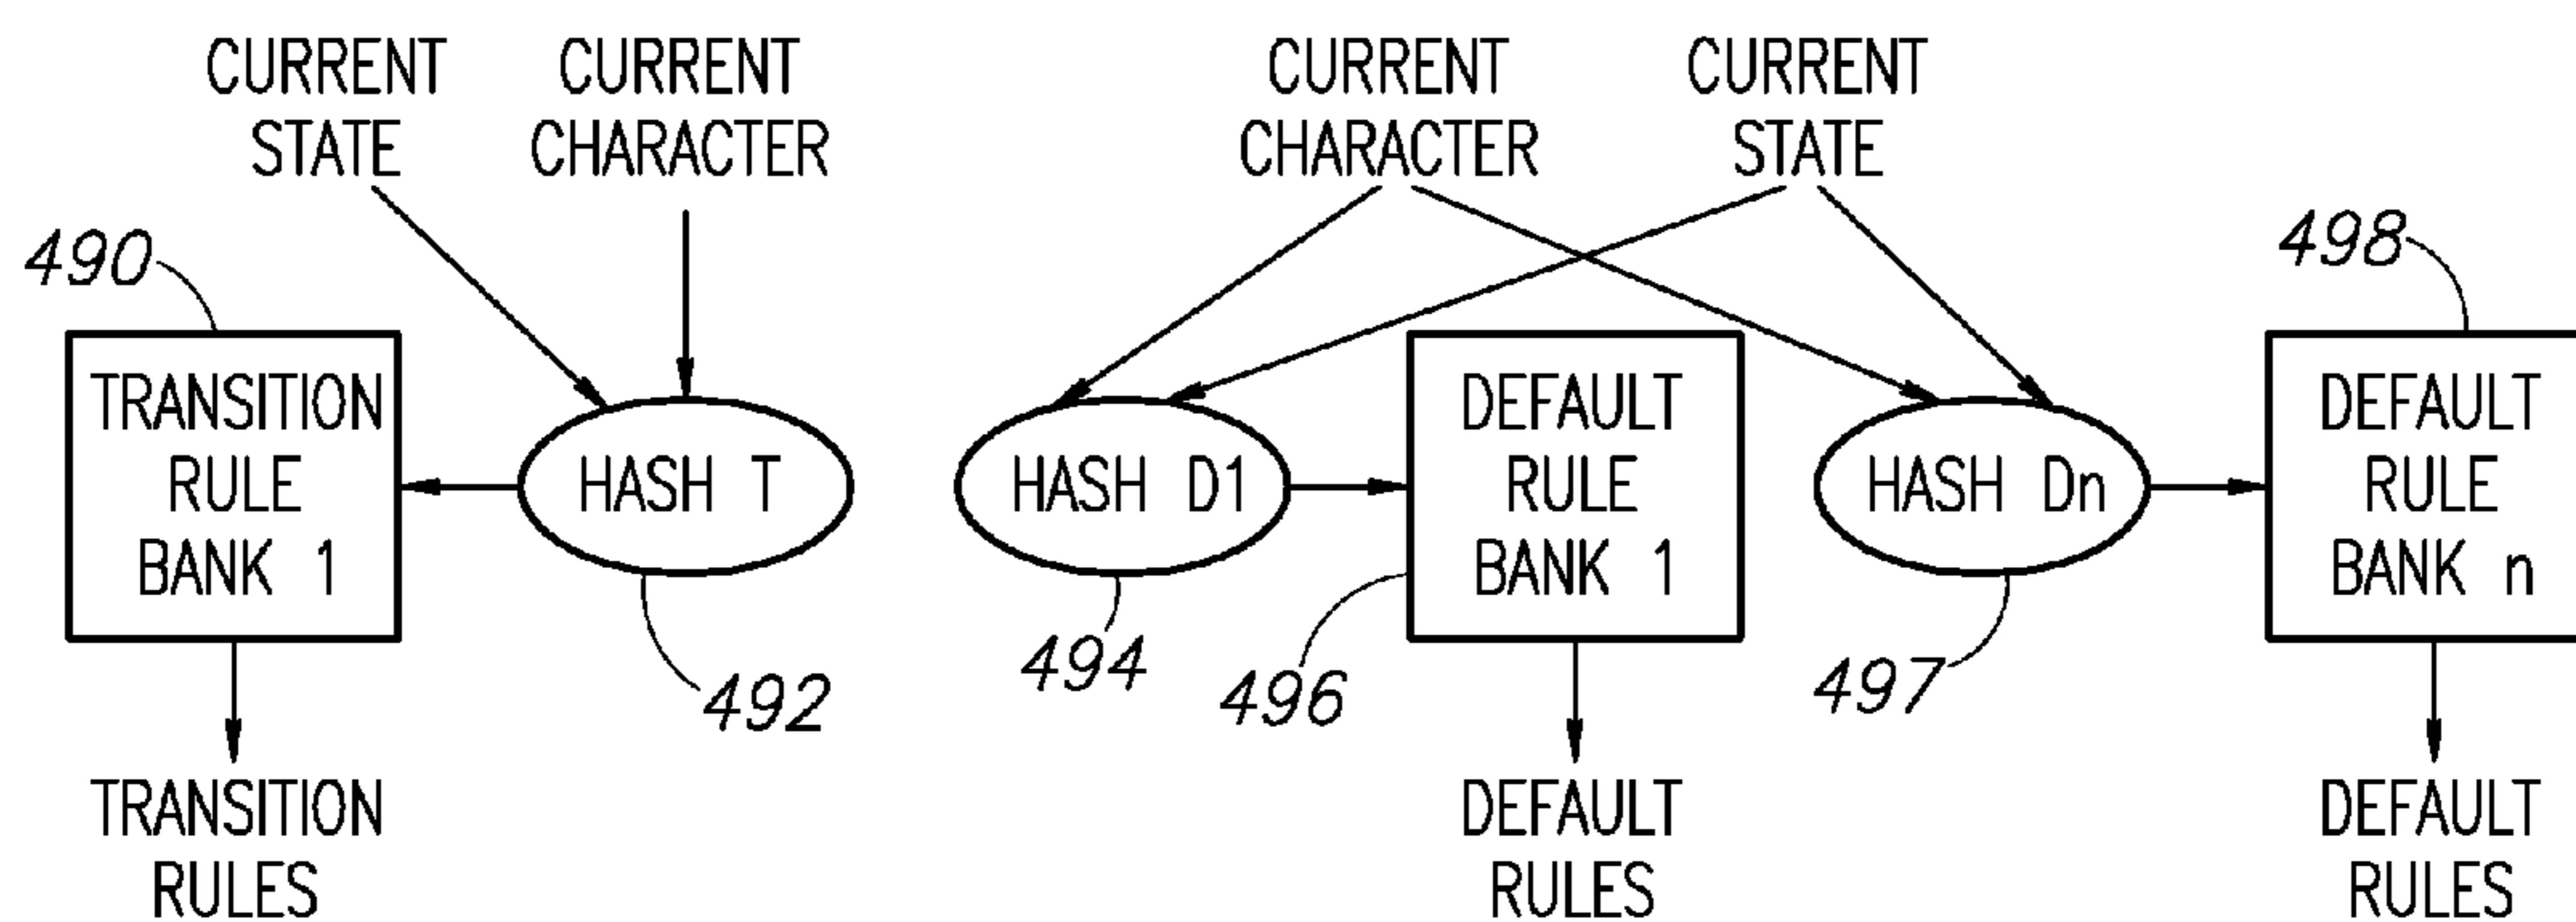 CURRENT STATE
CURRENT CHARACTER
CURRENT CHARACTER
CURRENT STATE
490
498
TRANSITION
RULE
BANK 1
HASH T
HASH D1
DEFAULT
RULE
BANK 1
HASH Dn
DEFAULT
RULE
BANK n
492
494
496
497
TRANSITION
RULES
DEFAULT
RULES
DEFAULT
RULES